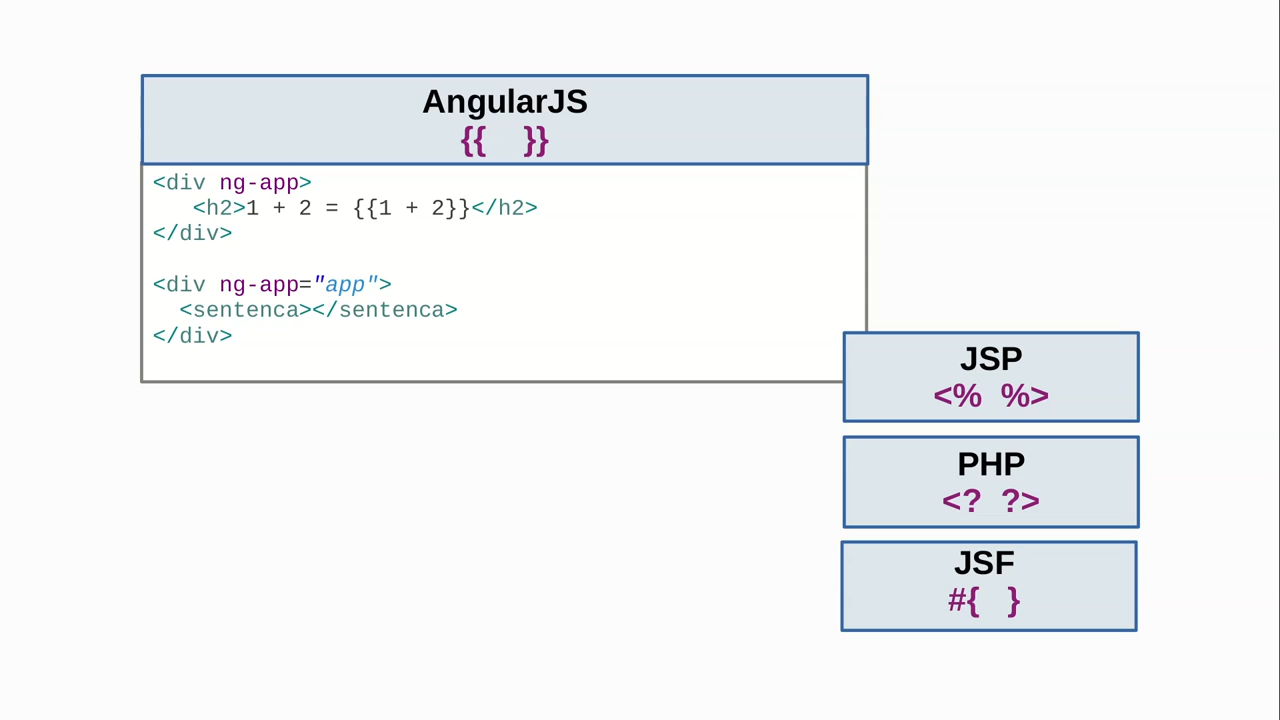 AngularJS
{{  }}
<div ng-app>
   <h2>1 + 2 = {{1 + 2}}</h2>
</div>

<div ng-app="app">
  <sentenca></sentenca>
</div>
JSP
<%  %>
PHP
<?  ?>
JSF
#{  }